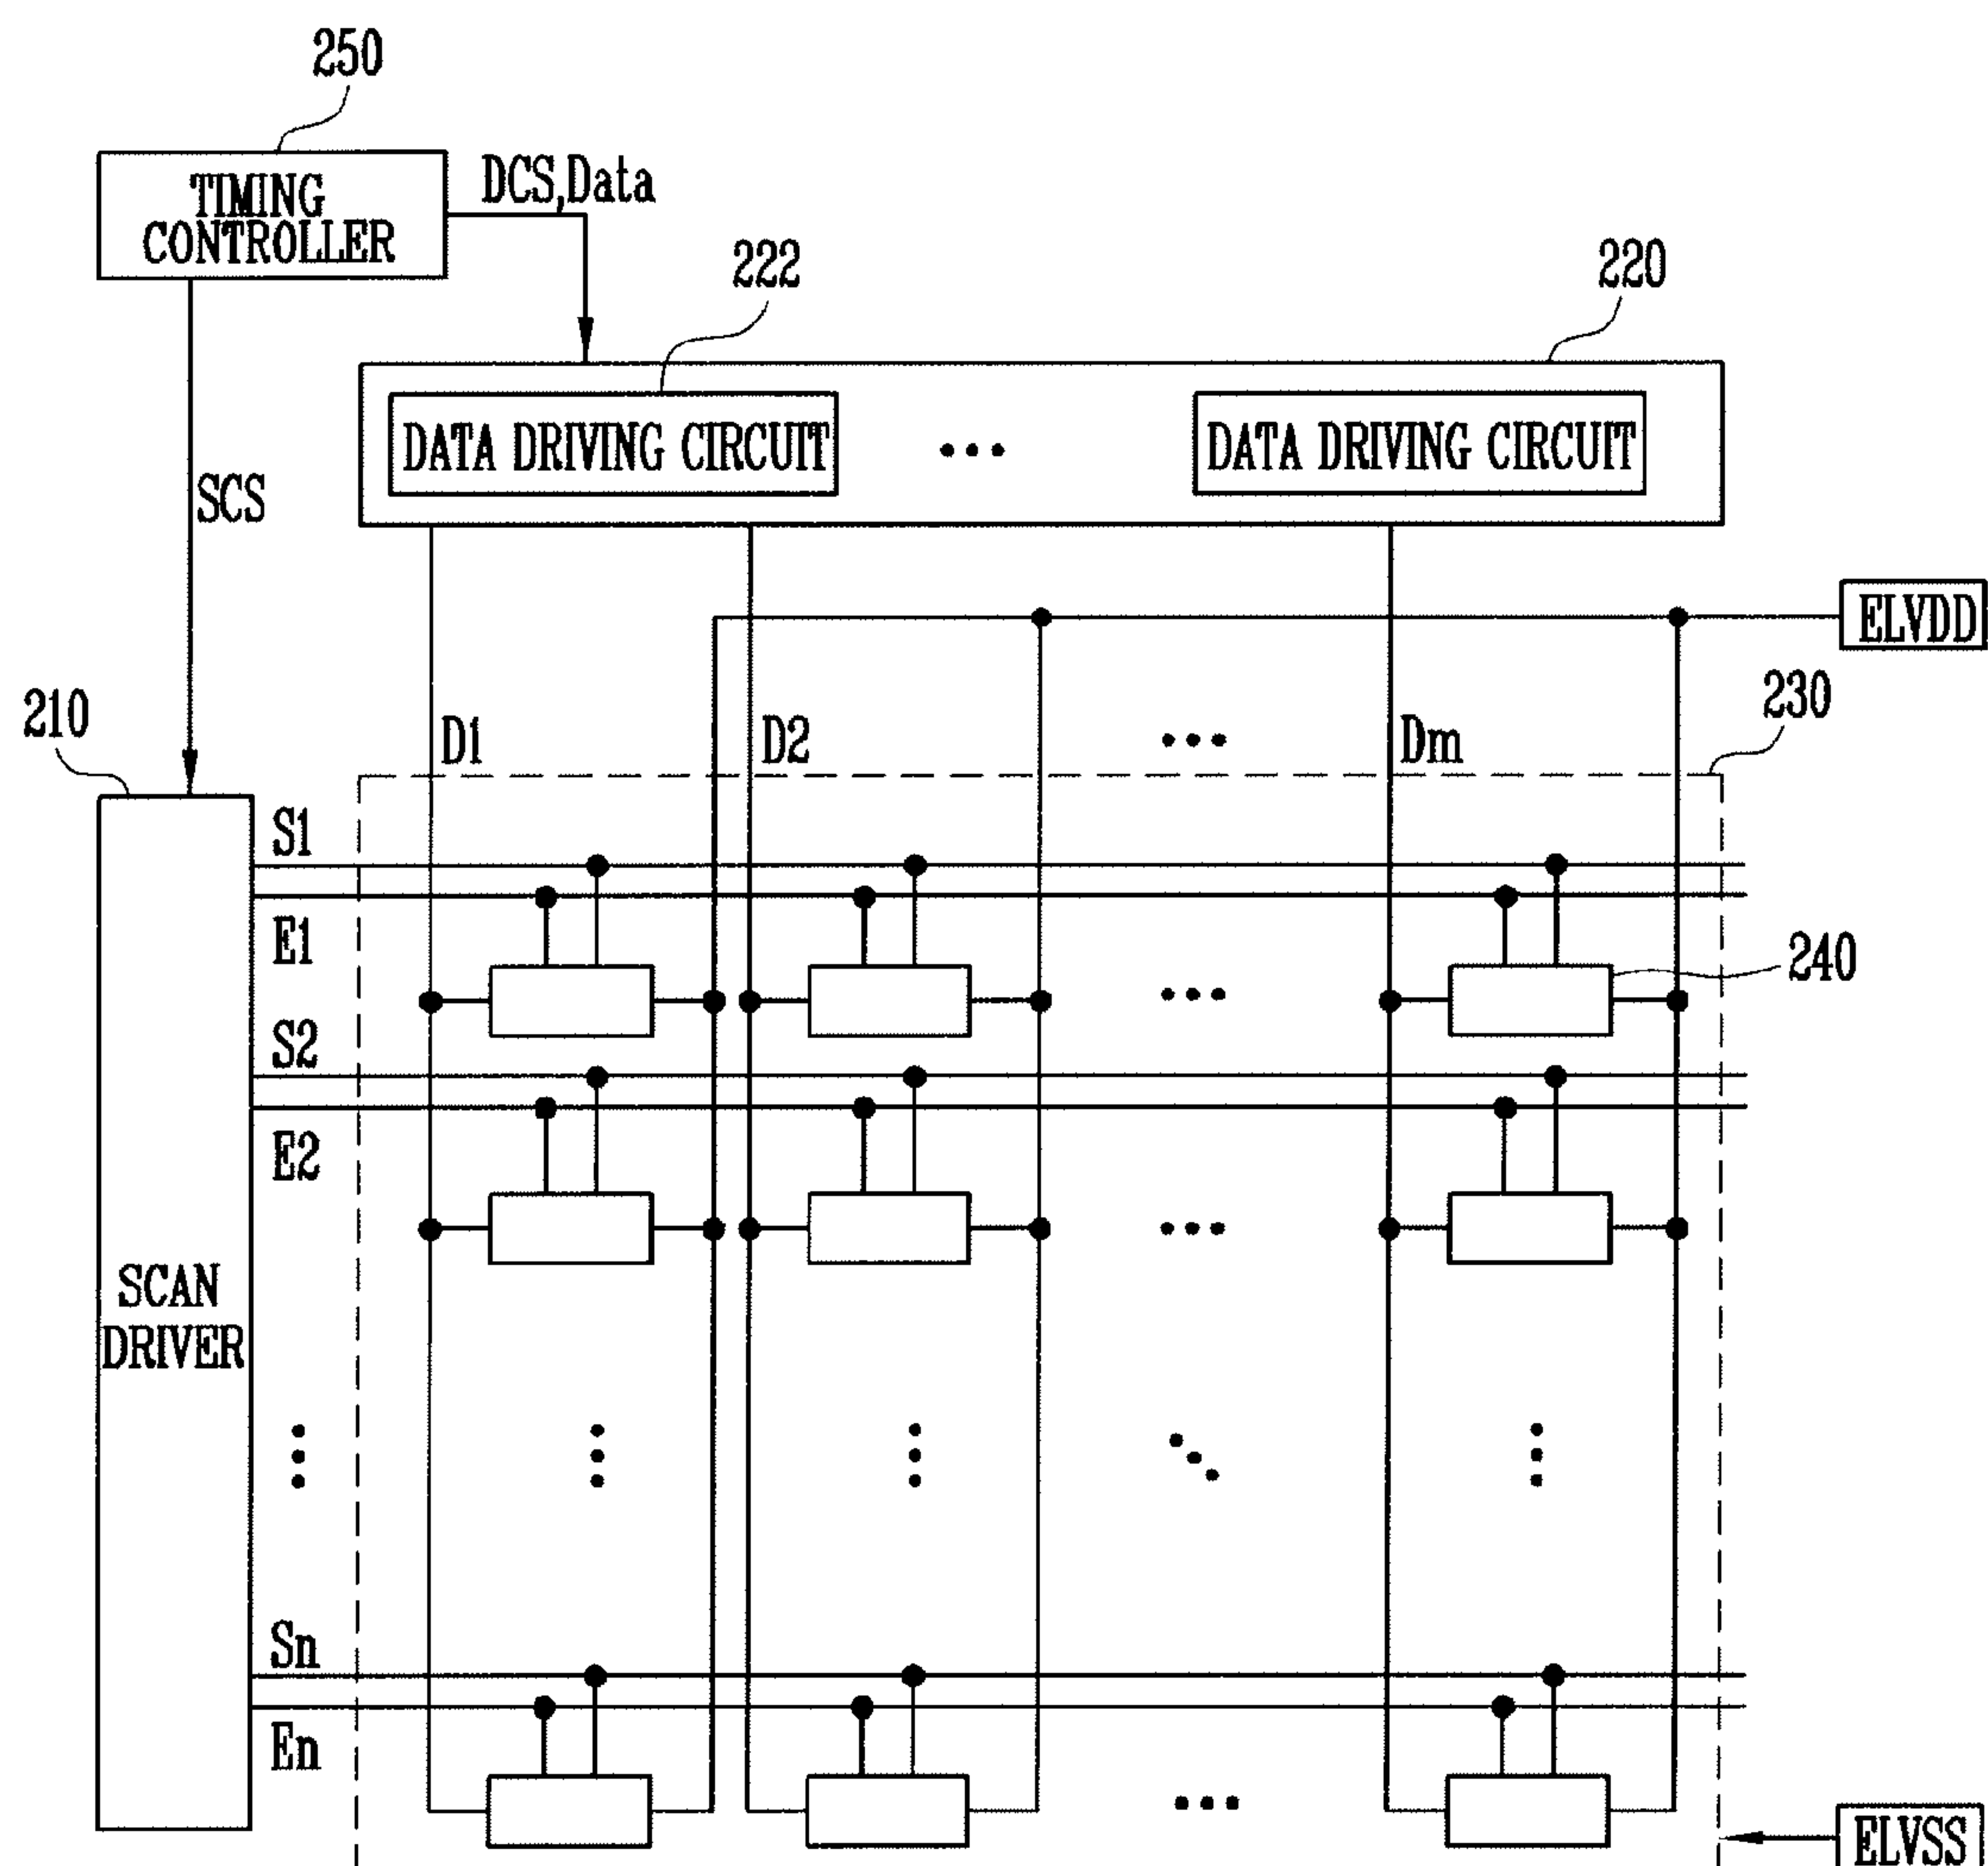 250
TIMING
CONTROLLER
DCS,Data
222
220
DATA DRIVING CIRCUIT
DATA DRIVING CIRCUIT
SCS
ELVDD
210
230
D1
D2
Dm
S1
E1
240
S2
E2
SCAN
DRIVER
Sn
En
ELVSS